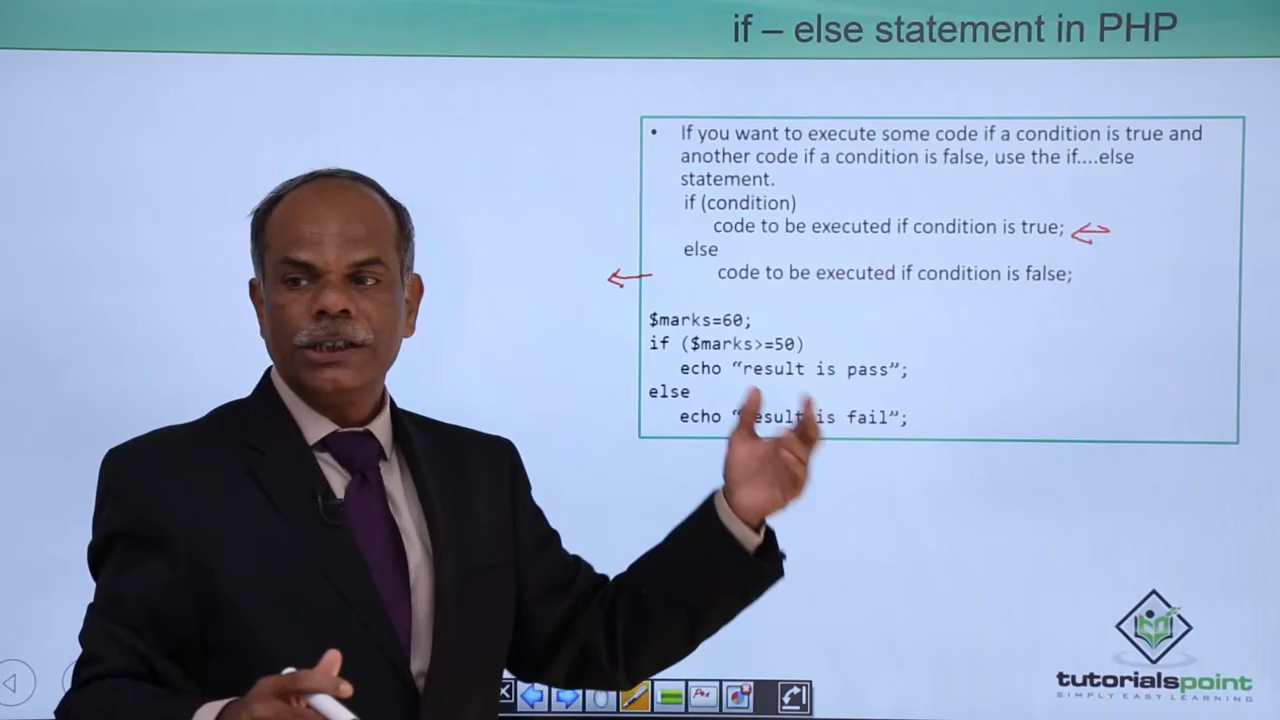 if – else statement in PHP
• If you want to execute some code if a condition is true and
another code if a condition is false, use the if....else
statement.
if (condition)
code to be executed if condition is true;
else
code to be executed if condition is false;
$marks=60;
if ($marks>=50)
echo “result is pass”;
else
echo “result is fail”;
tutorialspoint
SIMPLY EASY LEARNING
Pen